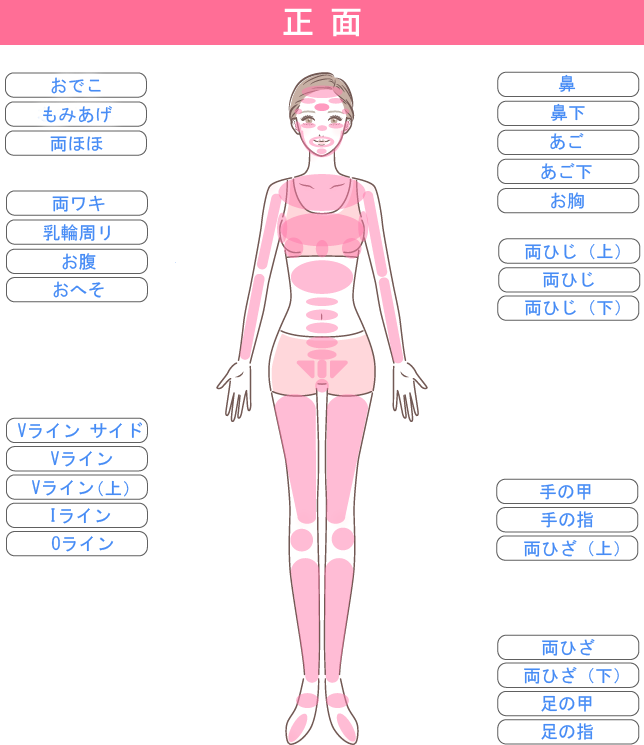 正面
おでこ
もみあげ
両ほほ
両ワキ
乳輪周り
お腹
おへそ
Vライン サイド
Vライン
Vライン(上)
Iライン
Oライン
鼻
鼻下
あご
あご下
お胸
両ひじ（上）
両ひじ
両ひじ（下）
手の甲
手の指
両ひざ（上）
両ひざ
両ひざ（下）
足の甲
足の指